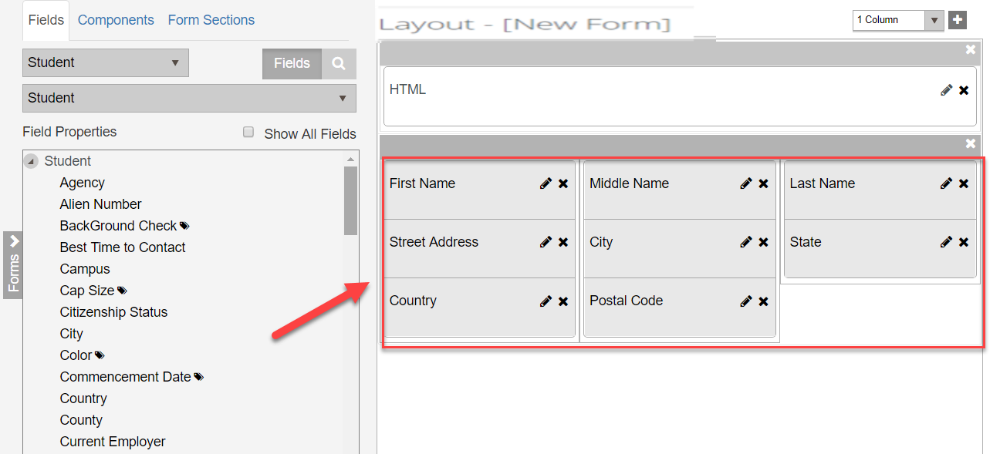 Fields Components Form Sections
Student
Fields
Student
Field Properties
Show All Fields
Student
Agency
Alien Number
BackGround Check
Best Time to Contact
Campus
Cap Size
Citizenship Status
City
Color
Commencement Date
Country
County
Current Employer
Forms
Layout - [New Form]
1 Column
HTML
First Name Middle Name Last Name
Street Address City State
Country Postal Code